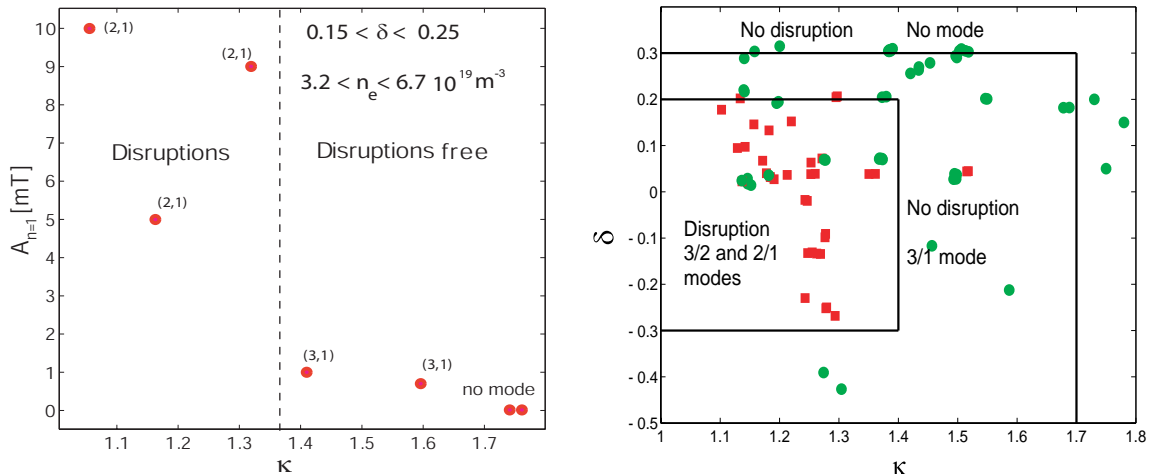 10
9
8
7
6
5
4
3
2
1
0
A n=1 [mT]
(2,1)
(2,1)
(2,1)
0.15 < δ < 0.25
3.2 < n e < 6.7 10 19 m -3
Disruptions
Disruptions free
(3,1)
(3,1)
no mode
1.1 1.2 1.3 1.4 1.5 1.6 1.7
κ
0.4
0.3
0.2
0.1
0
- 0.1
- 0.2
- 0.3
- 0.4
-0.5
δ
No disruption
No mode
Disruption
3/2 and 2/1
modes
No disruption
3/1 mode
1 1.1 1.2 1.3 1.4 1.5 1.6 1.7 1.8
κ